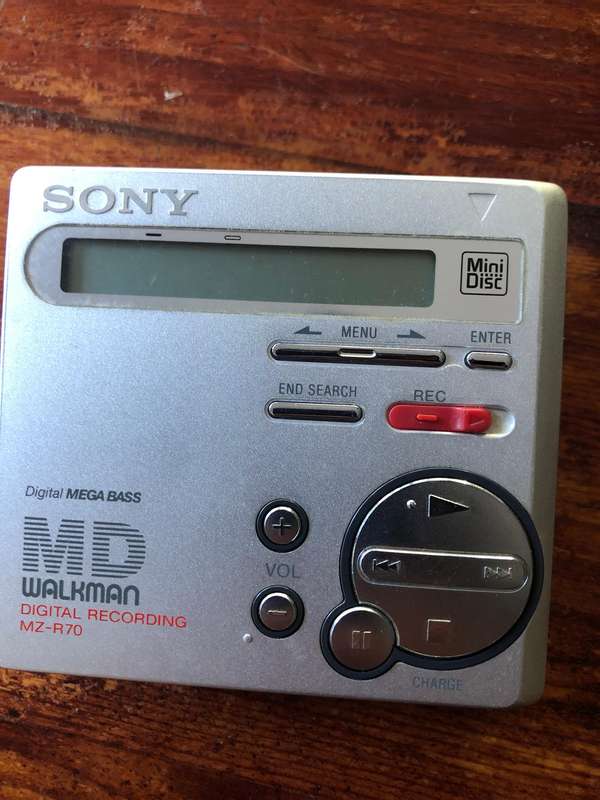 SONY
Mini
Disc
MENU
ENTER
END SEARCH
REC
Digital MEGA BASS
MD
WALKMAN
DIGITAL RECORDING
MZ-R70
VOL
CHARGE